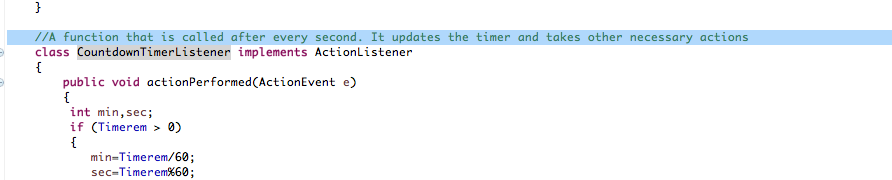 }
//A function that is called after every second. It updates the timer and takes other necessary actions
class CountdownTimerListener implements ActionListener
{
public void actionPerformed(ActionEvent e)
{
int min,sec;
if (Timerem > 0)
{
min=Timerem/60;
sec=Timerem%60;